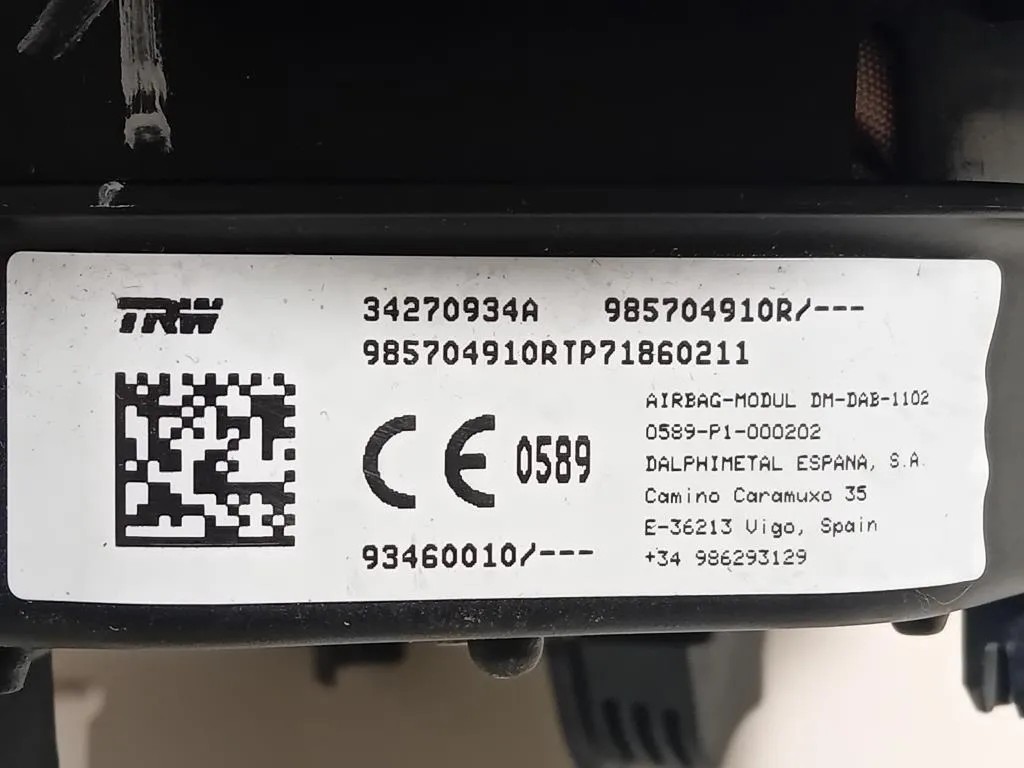 TRW
34270934A 985704910R/---
985704910RTP71860211
AIRBAG-MODUL DM-DAB-1102
0589-P1-000202
DALPHIMETAL ESPANA, S.A.
Camino Caramuxo 35
E-36213 Vigo, Spain
+34 986293129
CE 0589
93460010/---